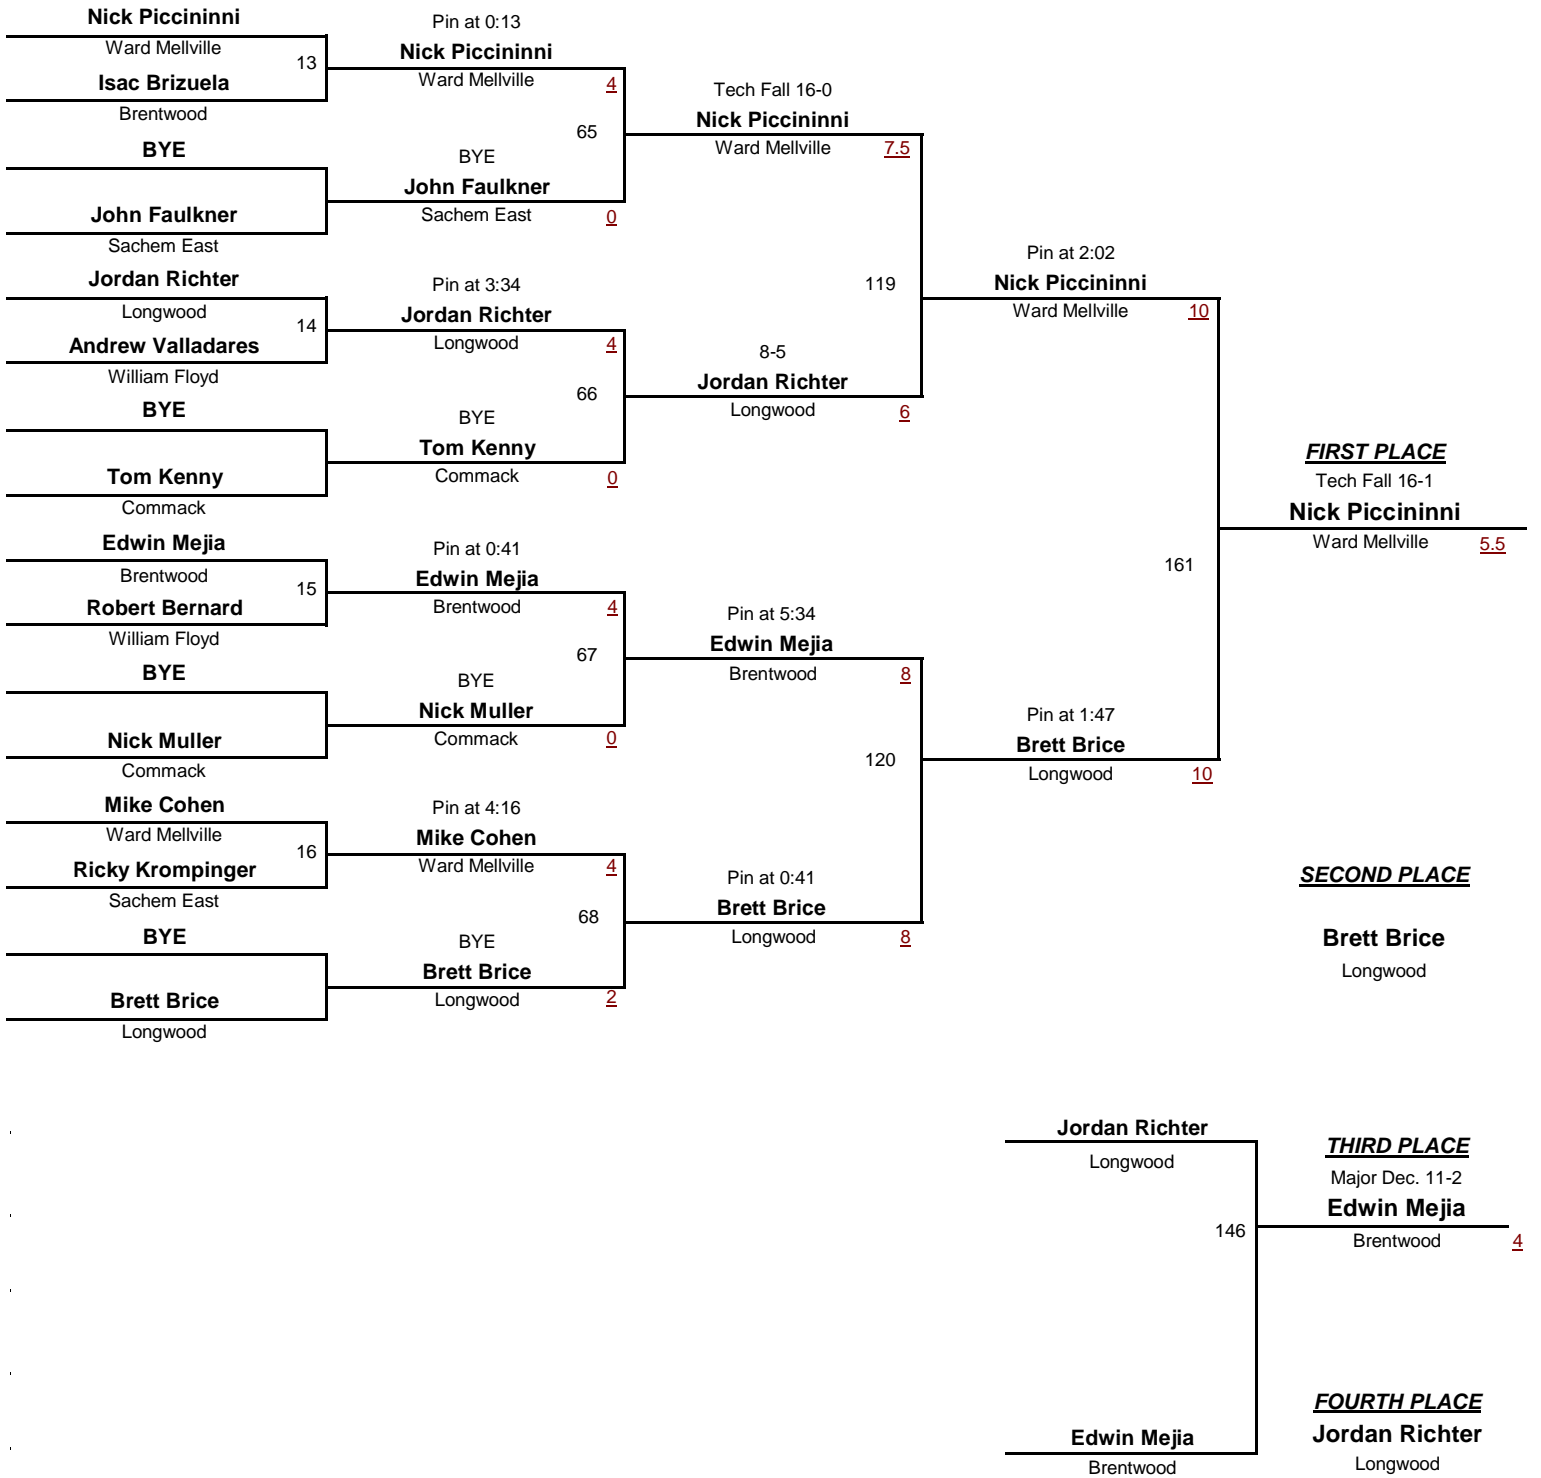 Nick Piccininni
Ward Mellville
13
Isac Brizuela
Brentwood
BYE
John Faulkner
Sachem East
Jordan Richter
Longwood
14
Andrew Valladares
William Floyd
BYE
Tom Kenny
Commack
Edwin Mejia
Brentwood
15
Robert Bernard
William Floyd
BYE
Nick Muller
Commack
Mike Cohen
Ward Mellville
16
Ricky Krompinger
Sachem East
BYE
Brett Brice
Longwood
Pin at 0:13
Nick Piccininni
Ward Mellville 4
65
BYE
John Faulkner
Sachem East 0
Pin at 3:34
Jordan Richter
Longwood 4
66
BYE
Tom Kenny
Commack 0
Pin at 0:41
Edwin Mejia
Brentwood 4
67
BYE
Nick Muller
Commack 0
Pin at 4:16
Mike Cohen
Ward Mellville 4
68
BYE
Brett Brice
Longwood 2
Tech Fall 16-0
Nick Piccininni
Ward Mellville 7.5
119
8-5
Jordan Richter
Longwood 6
Pin at 5:34
Edwin Mejia
Brentwood 8
120
Pin at 0:41
Brett Brice
Longwood 8
Pin at 2:02
Nick Piccininni
Ward Mellville 10
161
Pin at 1:47
Brett Brice
Longwood 10
FIRST PLACE
Tech Fall 16-1
Nick Piccininni
Ward Mellville 5.5
SECOND PLACE
Brett Brice
Longwood
Jordan Richter
Longwood
146
Edwin Mejia
Brentwood
THIRD PLACE
Major Dec. 11-2
Edwin Mejia
Brentwood 4
FOURTH PLACE
Jordan Richter
Longwood